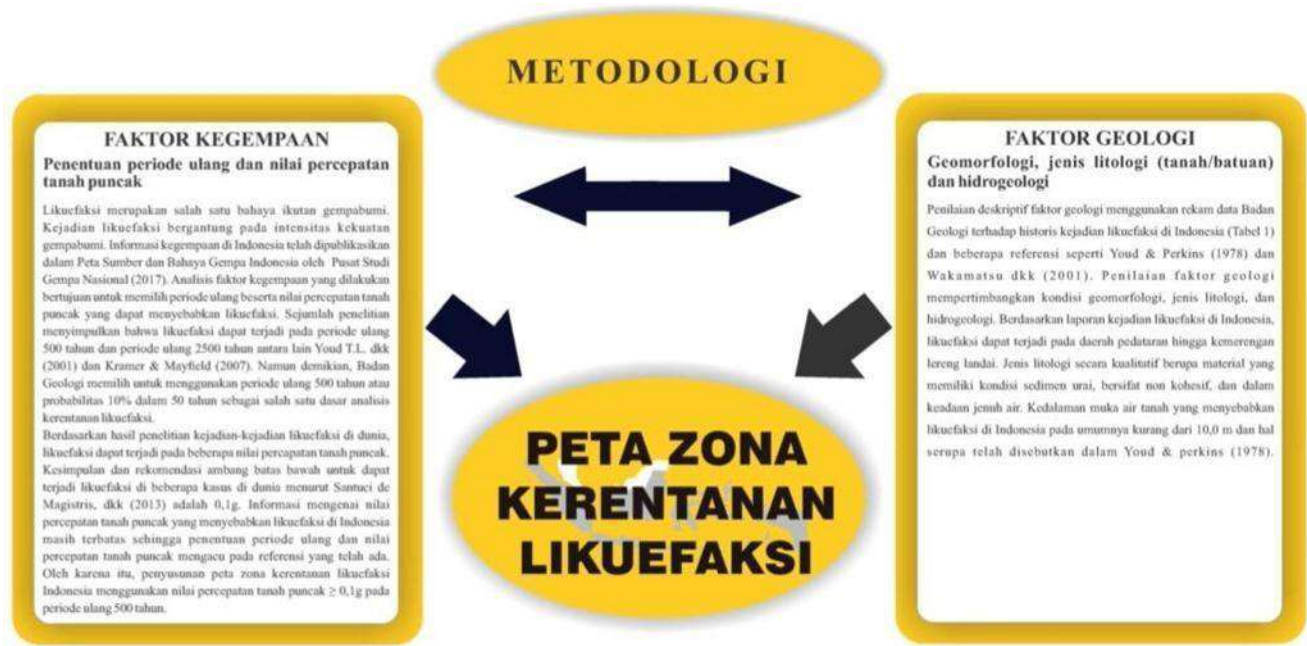 METODOLOGI
FAKTOR KEGEMPAAN
Penentuan periode ulang dan nilai percepatan
tanah puncak
Likuefaksi merupakan salah satu bahaya ikutan gempabumi.
Kejadian likuefaksi bergantung pada intensitas kekuatan
gempabumi. Informasi kegempaan di Indonesia telah dipublikasikan
dalam Peta Sumber dan Bahaya Gempa Indonesia oleh Pusat Studi
Gempa Nasional (2017). Analisis faktor kegempaan yang dilakukan
bertujuan untuk memilih periode ulang beserta nilai percepatan tanah
puncak yang dapat menyebabkan likuefaksi. Sejumlah penelitian
menyimpulkan bahwa likuefaksi dapat terjadi pada periode ulang
500 tahun dan periode ulang 2500 tahun antara lain Youd T.L. dkk
(2001) dan Kramer & Mayfield (2007). Namun demikian, Badan
Geologi memilih untuk menggunakan periode ulang 500 tahun atau
probabilitas 10% dalam 50 tahun sebagai salah satu dasar analisis
kerentanan likuefaksi.
Berdasarkan hasil penelitian kejadian-kejadian likuefaksi di dunia,
likuefaksi dapat terjadi pada beberapa nilai percapatan tanah puncak.
Kesimpulan dan rekomendasi ambang batas bawah untuk dapat
terjadi likuefaksi di beberapa kasus di dunia menurut Santuci de
Magistris, dkk (2013) adalah 0,1g. Informasi mengenai nilai
percepatan tanah puncak yang menyebabkan likuefaksi di Indonesia
masih terbatas sehingga penentuan periode ulang dan nilai
percepatan tanah puncak mengacu pada referensi yang telah ada.
Oleh karena itu, penyusunan peta zona kerentanan likuefaksi
Indonesia menggunakan nilai percepatan tanah puncak ≥ 0,1g pada
periode ulang 500 tahun.
FAKTOR GEOLOGI
Geomorfologi, jenis litologi (tanah/batuan)
dan hidrogeologi
Penilaian deskriptif faktor geologi menggunakan rekam data Badan
Geologi terhadap historis kejadian likuefaksi di Indonesia (Tabel 1)
dan beberapa referensi seperti Youd & Perkins (1978) dan
Wakamatsu dkk (2001). Penilaian faktor geologi
mempertimbangkan kondisi geomorfologi, jenis litologi, dan
hidrogeologi. Berdasarkan laporan kejadian likuefaksi di Indonesia,
likuefaksi dapat terjadi pada daerah pedataran hingga kemerengan
lereng landai. Jenis litologi secara kualitatif berupa material yang
memiliki kondisi sedimen urai, bersifat non kohesif, dan dalam
keadaan jenuh air. Kedalaman muka air tanah yang menyebabkan
likuefaksi di Indonesia pada umumnya kurang dari 10,0 m dan hal
serupa telah disebutkan dalam Youd & perkins (1978).
PETA ZONA
KERENTANAN
LIKUEFAKSI